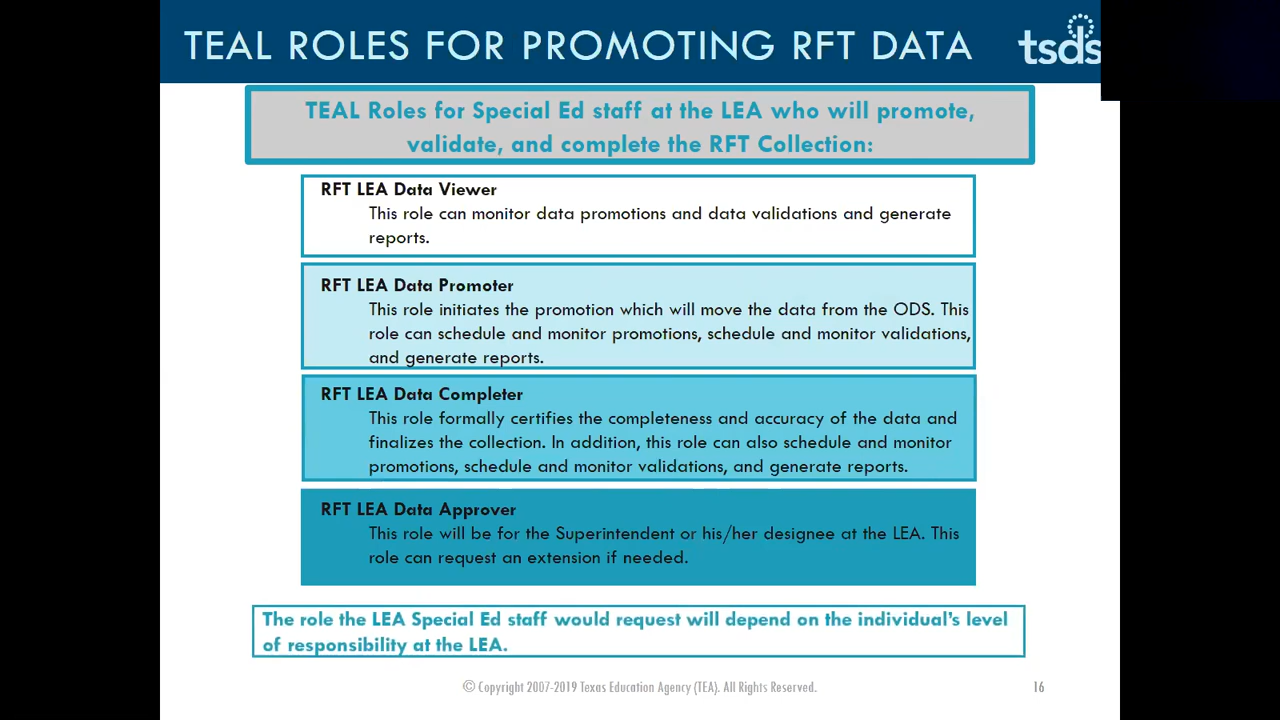 TEAL ROLES FOR PROMOTING RFT DATA
tsds
TEAL Roles for Special Ed staff at the LEA who will promote,
validate, and complete the RFT Collection:
RFT LEA Data Viewer
This role can monitor data promotions and data validations and generate
reports.
RFT LEA Data Promoter
This role initiates the promotion which will move the data from the ODS. This
role can schedule and monitor promotions, schedule and monitor validations,
and generate reports.
RFT LEA Data Completer
This role formally certifies the completeness and accuracy of the data and
finalizes the collection. In addition, this role can also schedule and monitor
promotions, schedule and monitor validations, and generate reports.
RFT LEA Data Approver
This role will be for the Superintendent or his/her designee at the LEA. This
role can request an extension if needed.
The role the LEA Special Ed staff would request will depend on the individual's level
of responsibility at the LEA.
© Copyright 2007-2019 Texas Education Agency (TEA). All Rights Reserved.
16